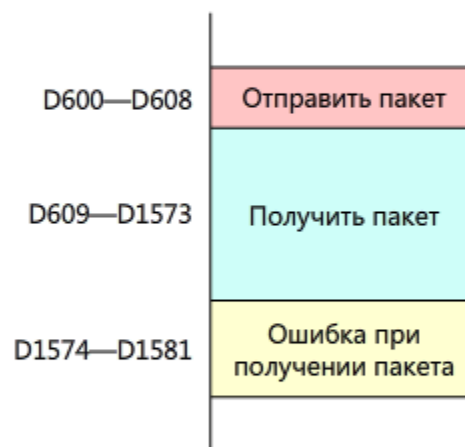 D600—D608
Отправить пакет
D609—D1573
Получить пакет
D1574—D1581
Ошибка при
получении пакета